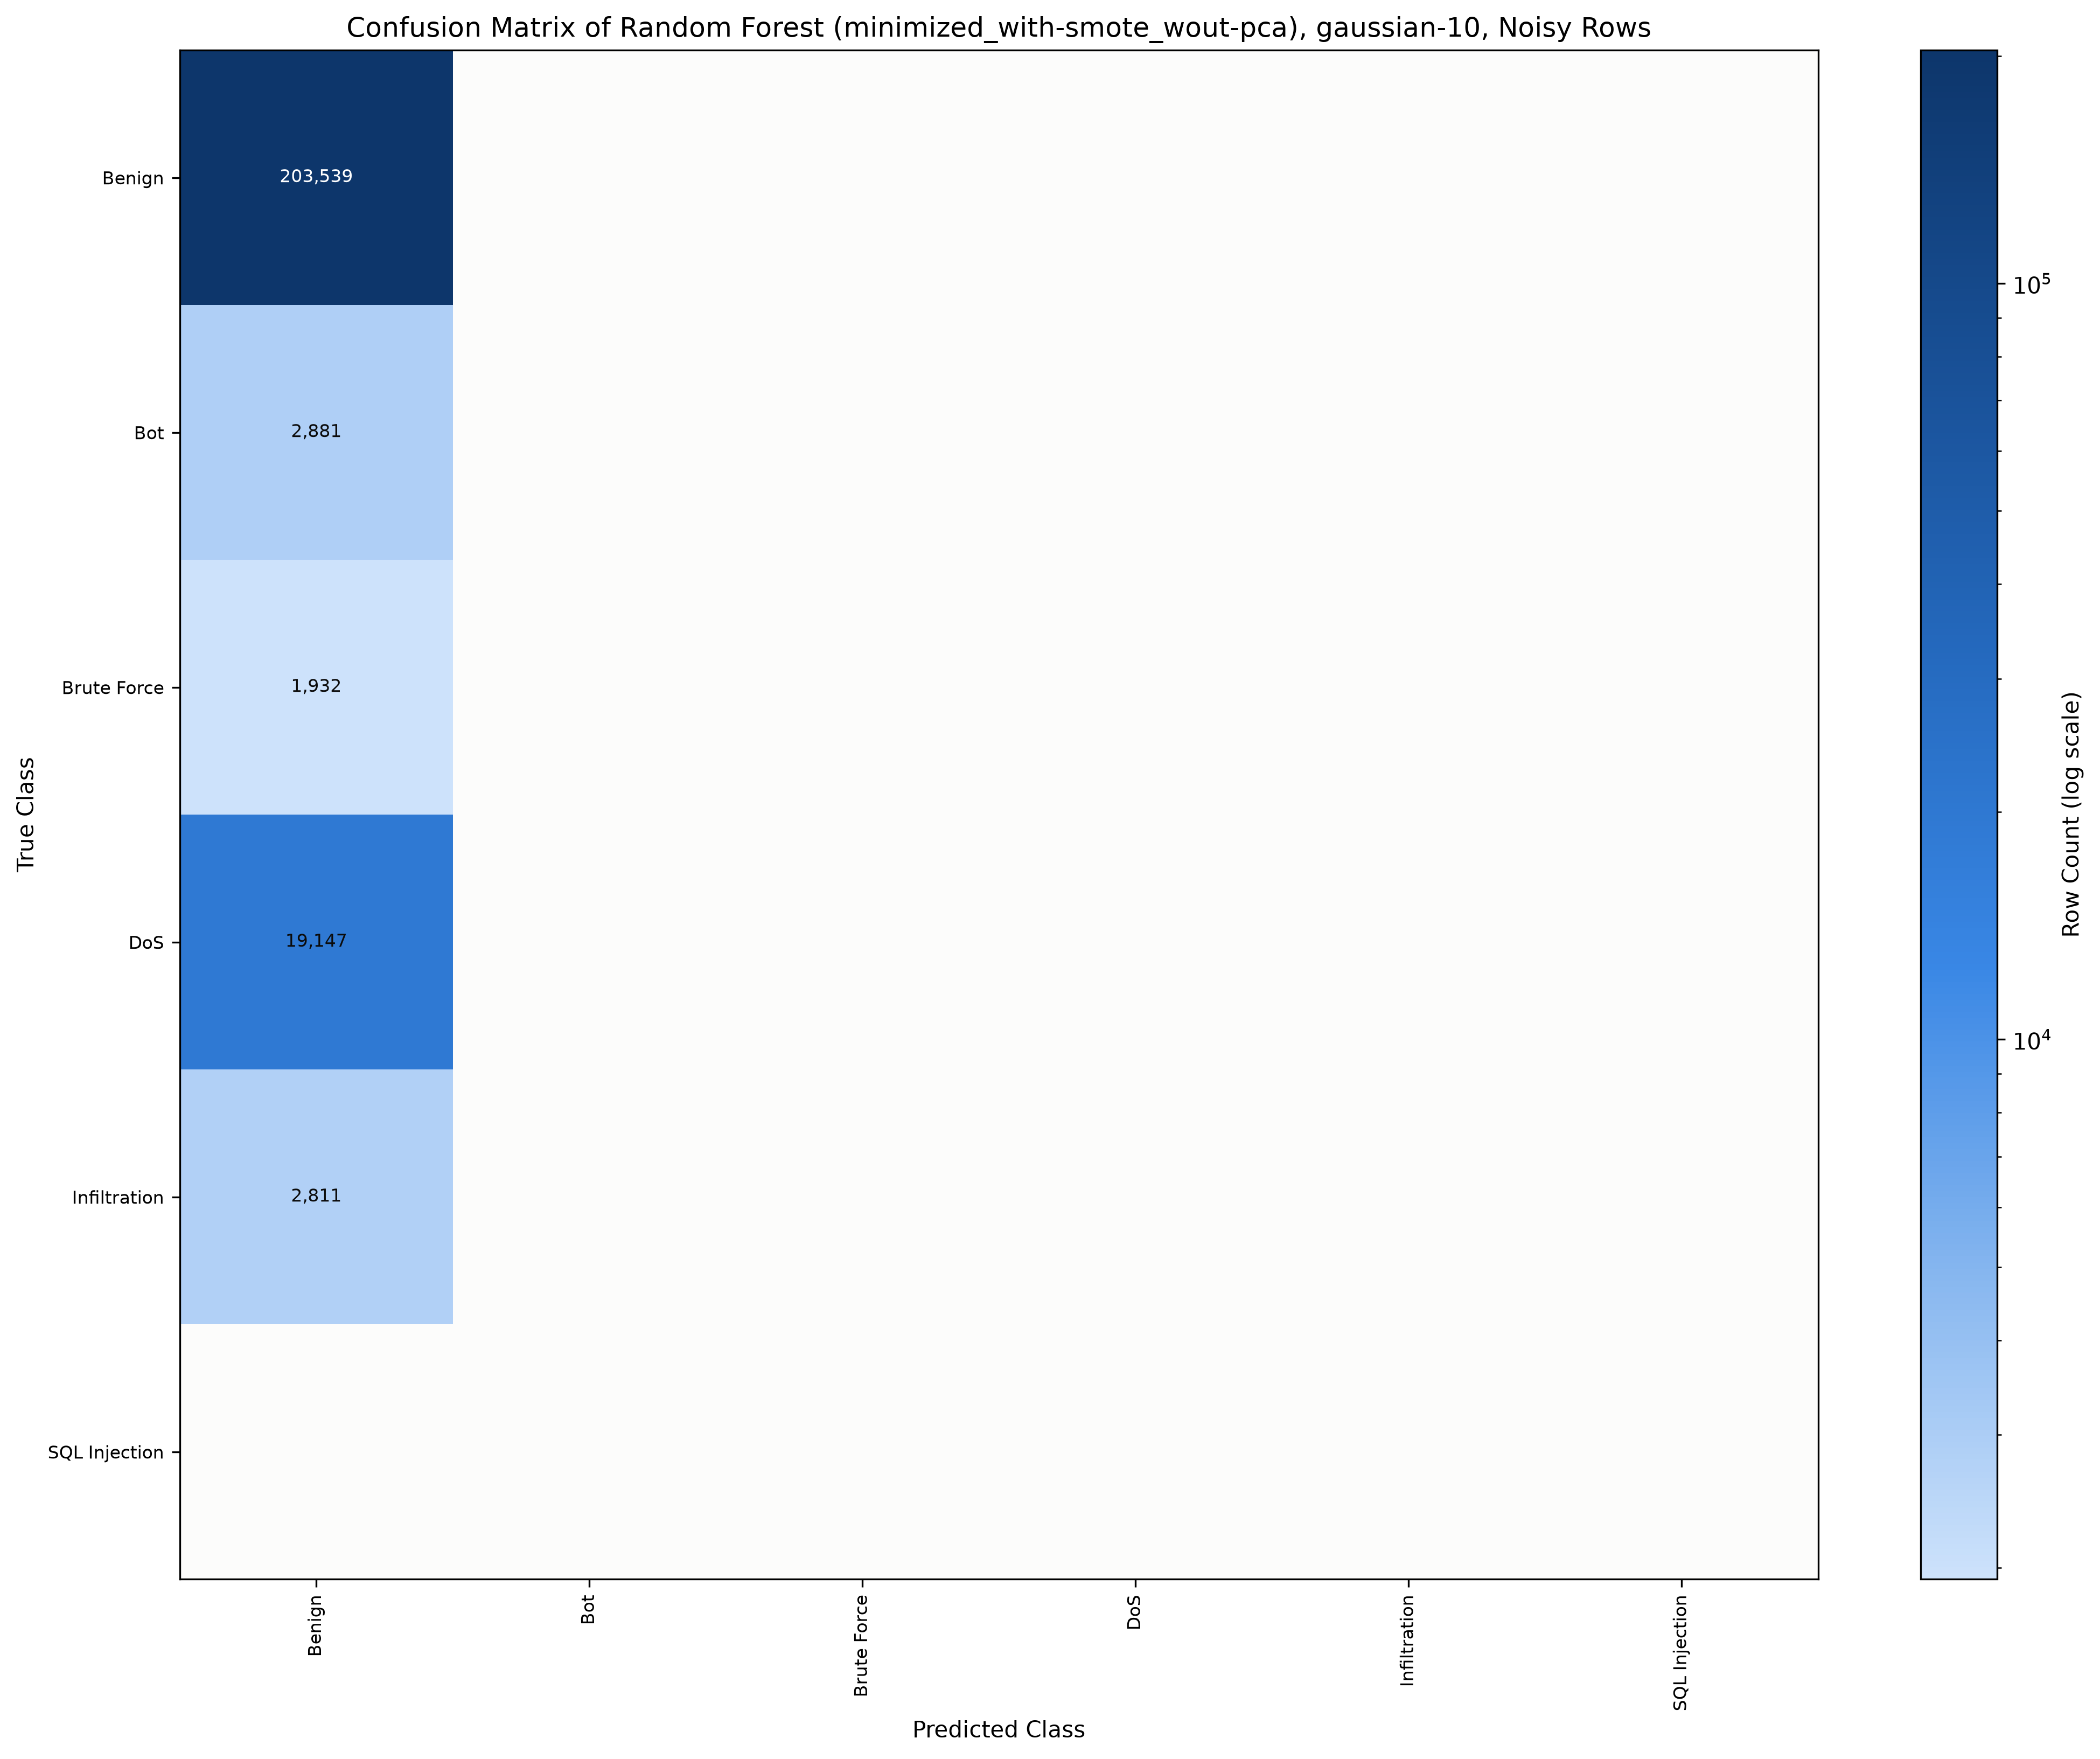 Confusion Matrix of Random Forest (minimized_with-smote_wout-pca), gaussian-10, Noisy Rows
True Class
Benign
203,539
Bot
2,881
Brute Force
1,932
DoS
19,147
Infiltration
2,811
SQL Injection
Benign
Bot
Brute Force
DoS
Infiltration
SQL Injection
Predicted Class
10⁵
10⁴
Row Count (log scale)